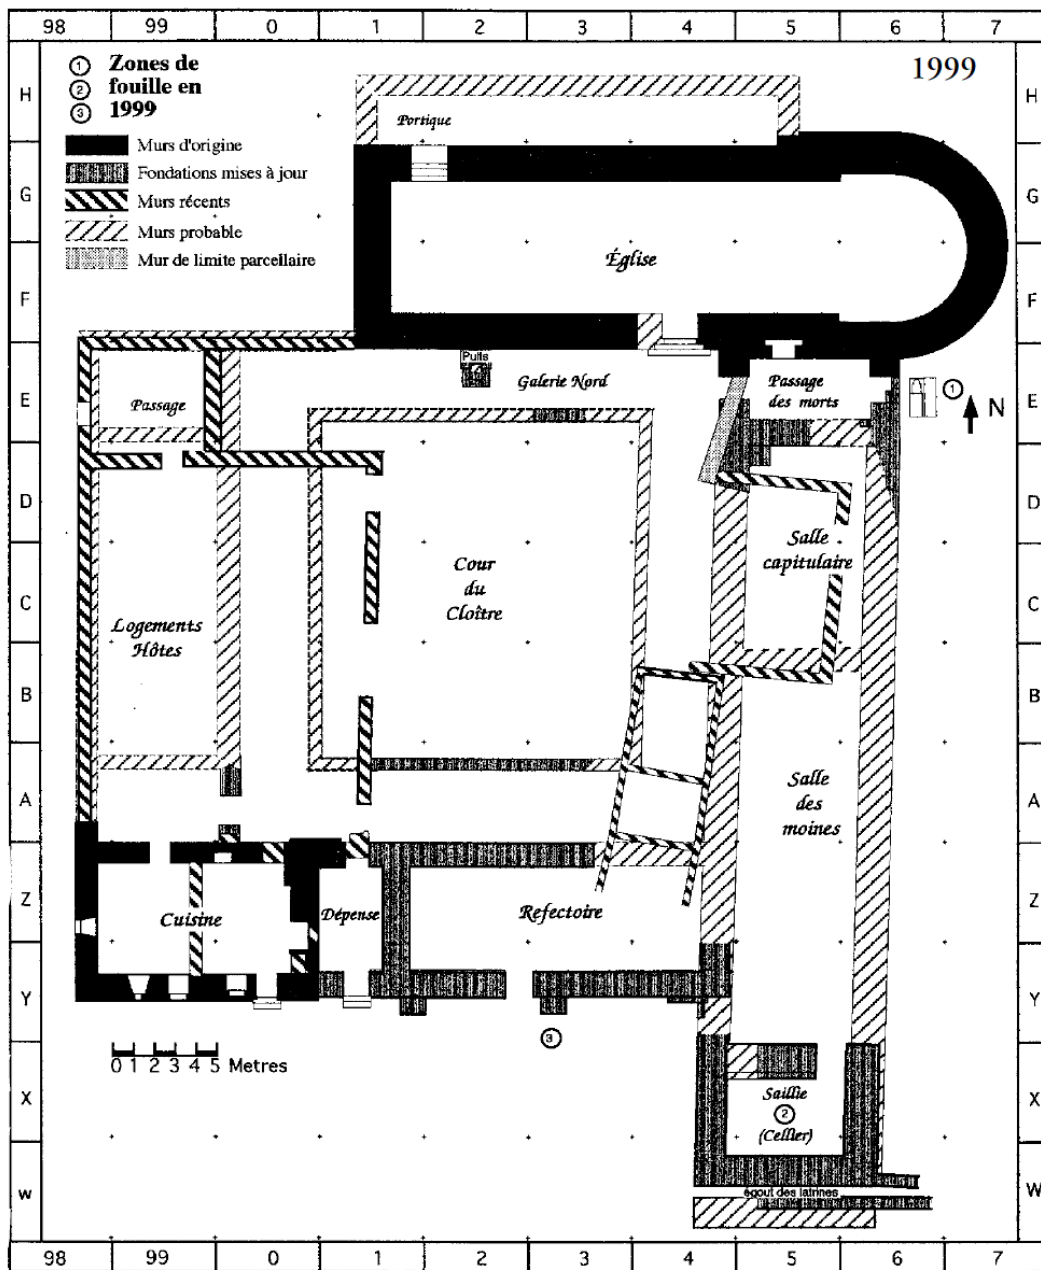 98 99 0 1 2 3 4 5 6 7
1999
① Zones de
② fouille en
③ 1999
Murs d'origine
Fondations mises à jour
Murs récents
Murs probable
Mur de limite parcellaire
H
G
F
E
D
C
B
A
Z
Y
X
W
H
G
F
E
D
C
B
A
Z
Y
X
W
Portique
Église
Puits
Galerie Nord
Passage
des morts
①
N
Passage
Salle
capitulaire
Cour
du
Cloître
Logements
Hôtes
Salle
des
moines
Cuisine
Dépense
Refectoire
③
0 1 2 3 4 5 Metres
Saillie
②
(Cellier)
égout des latrines
98 99 0 1 2 3 4 5 6 7